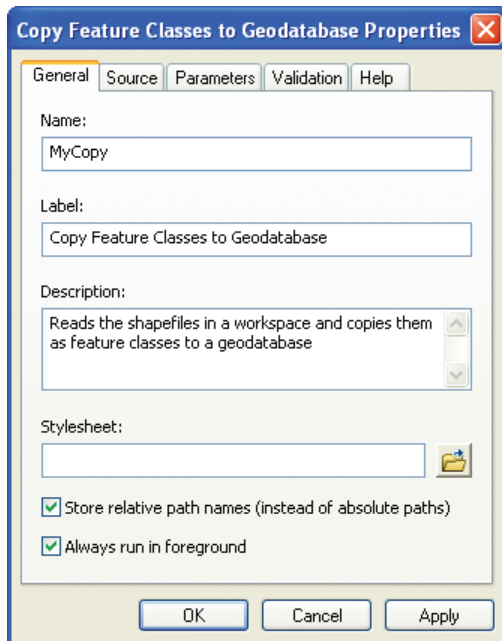 Copy Feature Classes to Geodatabase Properties
General Source Parameters Validation Help
Name:
MyCopy
Label:
Copy Feature Classes to Geodatabase
Description:
Reads the shapefiles in a workspace and copies them
as feature classes to a geodatabase
Stylesheet:
Store relative path names (instead of absolute paths)
Always run in foreground
OK Cancel Apply